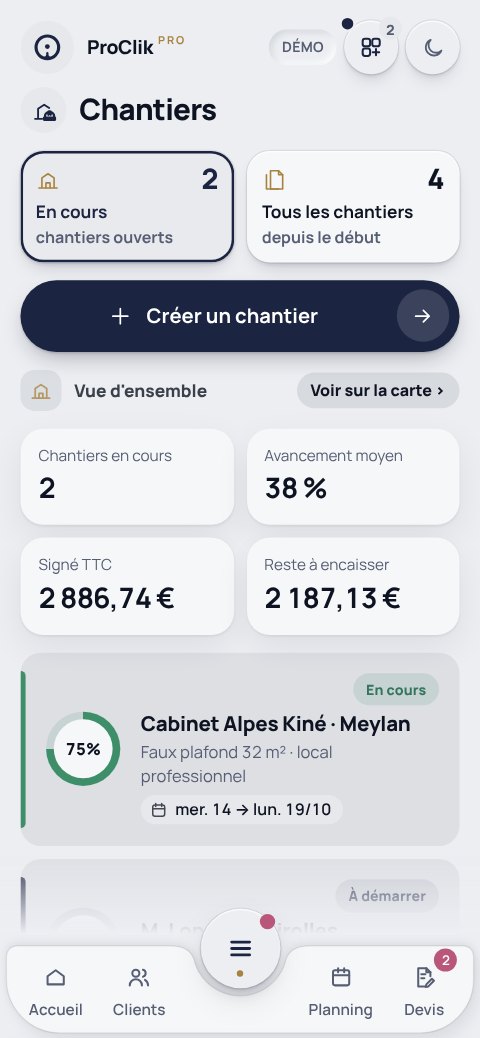 ProClik PRO
DÉMO
2
Chantiers
2
En cours
chantiers ouverts
4
Tous les chantiers
depuis le début
Créer un chantier
Vue d'ensemble
Voir sur la carte ›
Chantiers en cours
2
Avancement moyen
38 %
Signé TTC
2 886,74 €
Reste à encaisser
2 187,13 €
En cours
75%
Cabinet Alpes Kiné · Meylan
Faux plafond 32 m² · local
professionnel
mer. 14 → lun. 19/10
À démarrer
Accueil
Clients
Planning
2
Devis